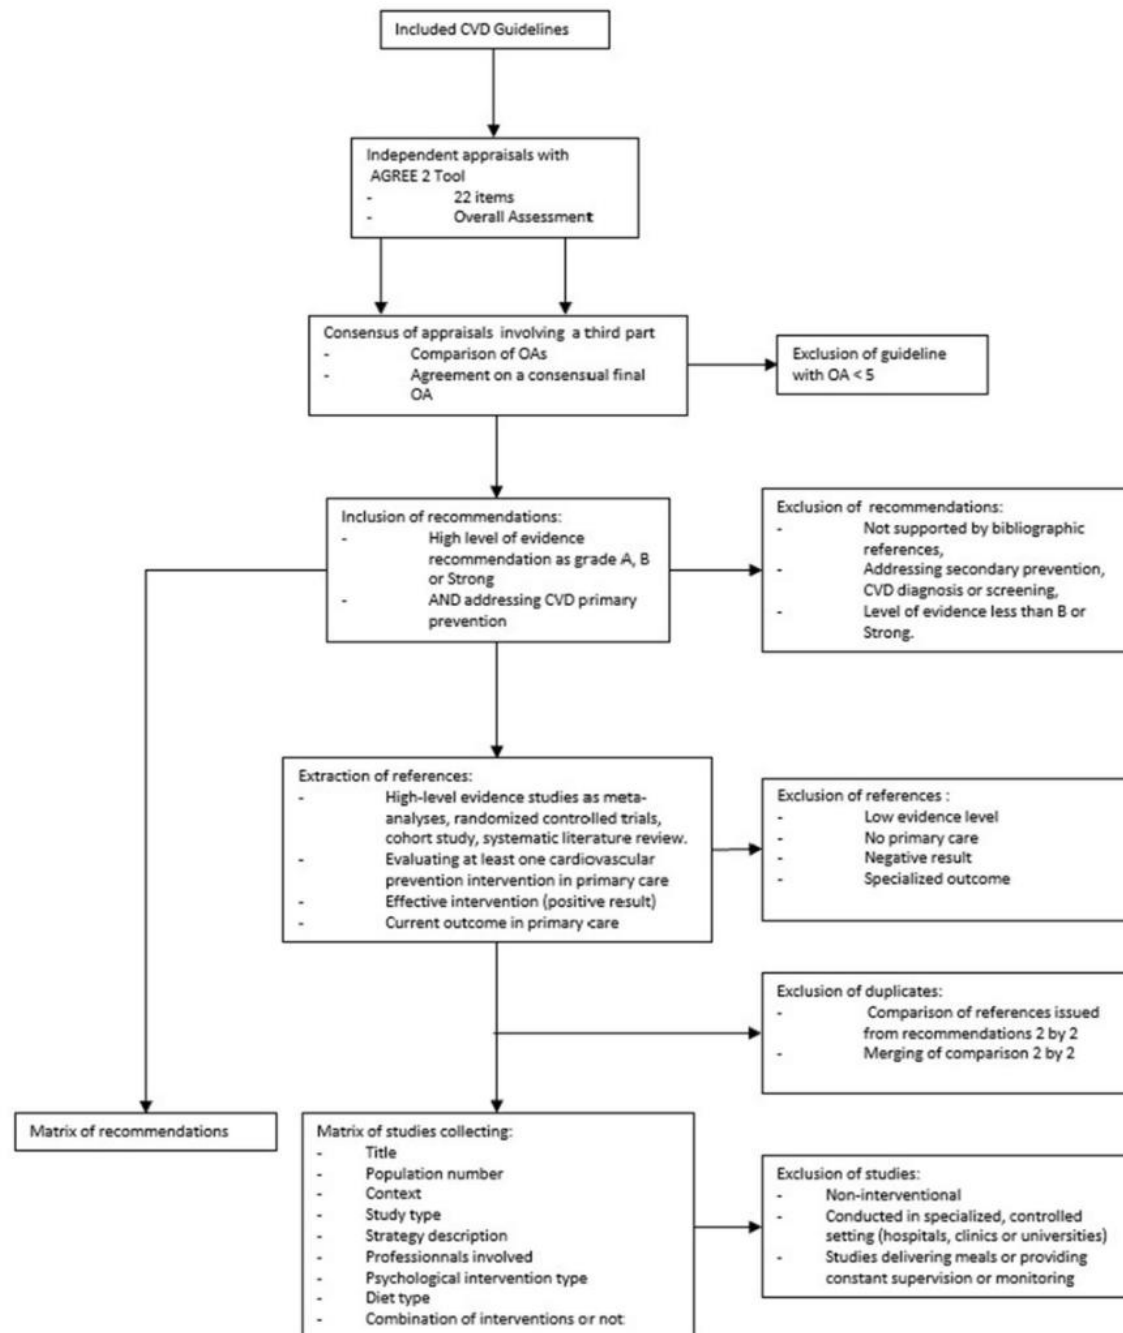 Included CVD Guidelines
Independent appraisals with
AGREE 2 Tool
- 22 items
- Overall Assessment
Consensus of appraisals involving a third part
- Comparison of OAs
- Agreement on a consensual final
OA
Exclusion of guideline
with OA < 5
Inclusion of recommendations:
- High level of evidence
recommendation as grade A, B
or Strong
- AND addressing CVD primary
prevention
Exclusion of recommendations:
- Not supported by bibliographic
references,
- Addressing secondary prevention,
CVD diagnosis or screening,
- Level of evidence less than B or
Strong.
Extraction of references:
- High-level evidence studies as meta-
analyses, randomized controlled trials,
cohort study, systematic literature review.
- Evaluating at least one cardiovascular
prevention intervention in primary care
- Effective intervention (positive result)
- Current outcome in primary care
Exclusion of references :
- Low evidence level
- No primary care
- Negative result
- Specialized outcome
Exclusion of duplicates:
- Comparison of references issued
from recommendations 2 by 2
- Merging of comparison 2 by 2
Matrix of recommendations
Matrix of studies collecting:
- Title
- Population number
- Context
- Study type
- Strategy description
- Professionnals involved
- Psychological intervention type
- Diet type
- Combination of interventions or not
Exclusion of studies:
- Non-interventional
- Conducted in specialized, controlled
setting (hospitals, clinics or universities)
- Studies delivering meals or providing
constant supervision or monitoring